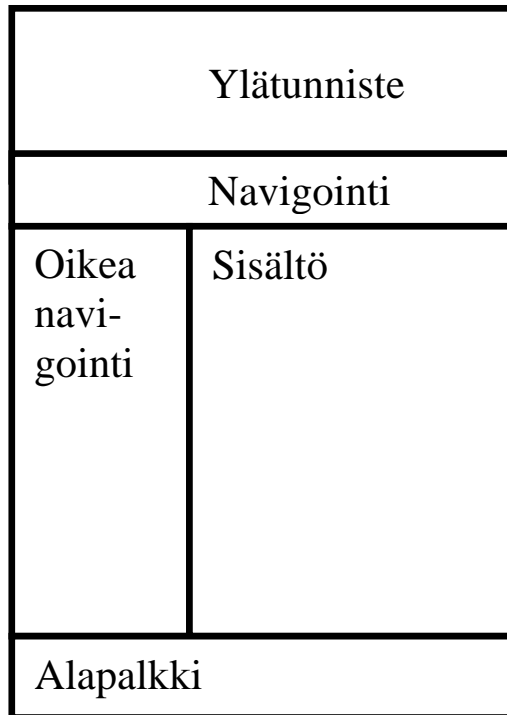 Ylätunniste
Navigointi
Oikea
navi-
gointi
Sisältö
Alapalkki